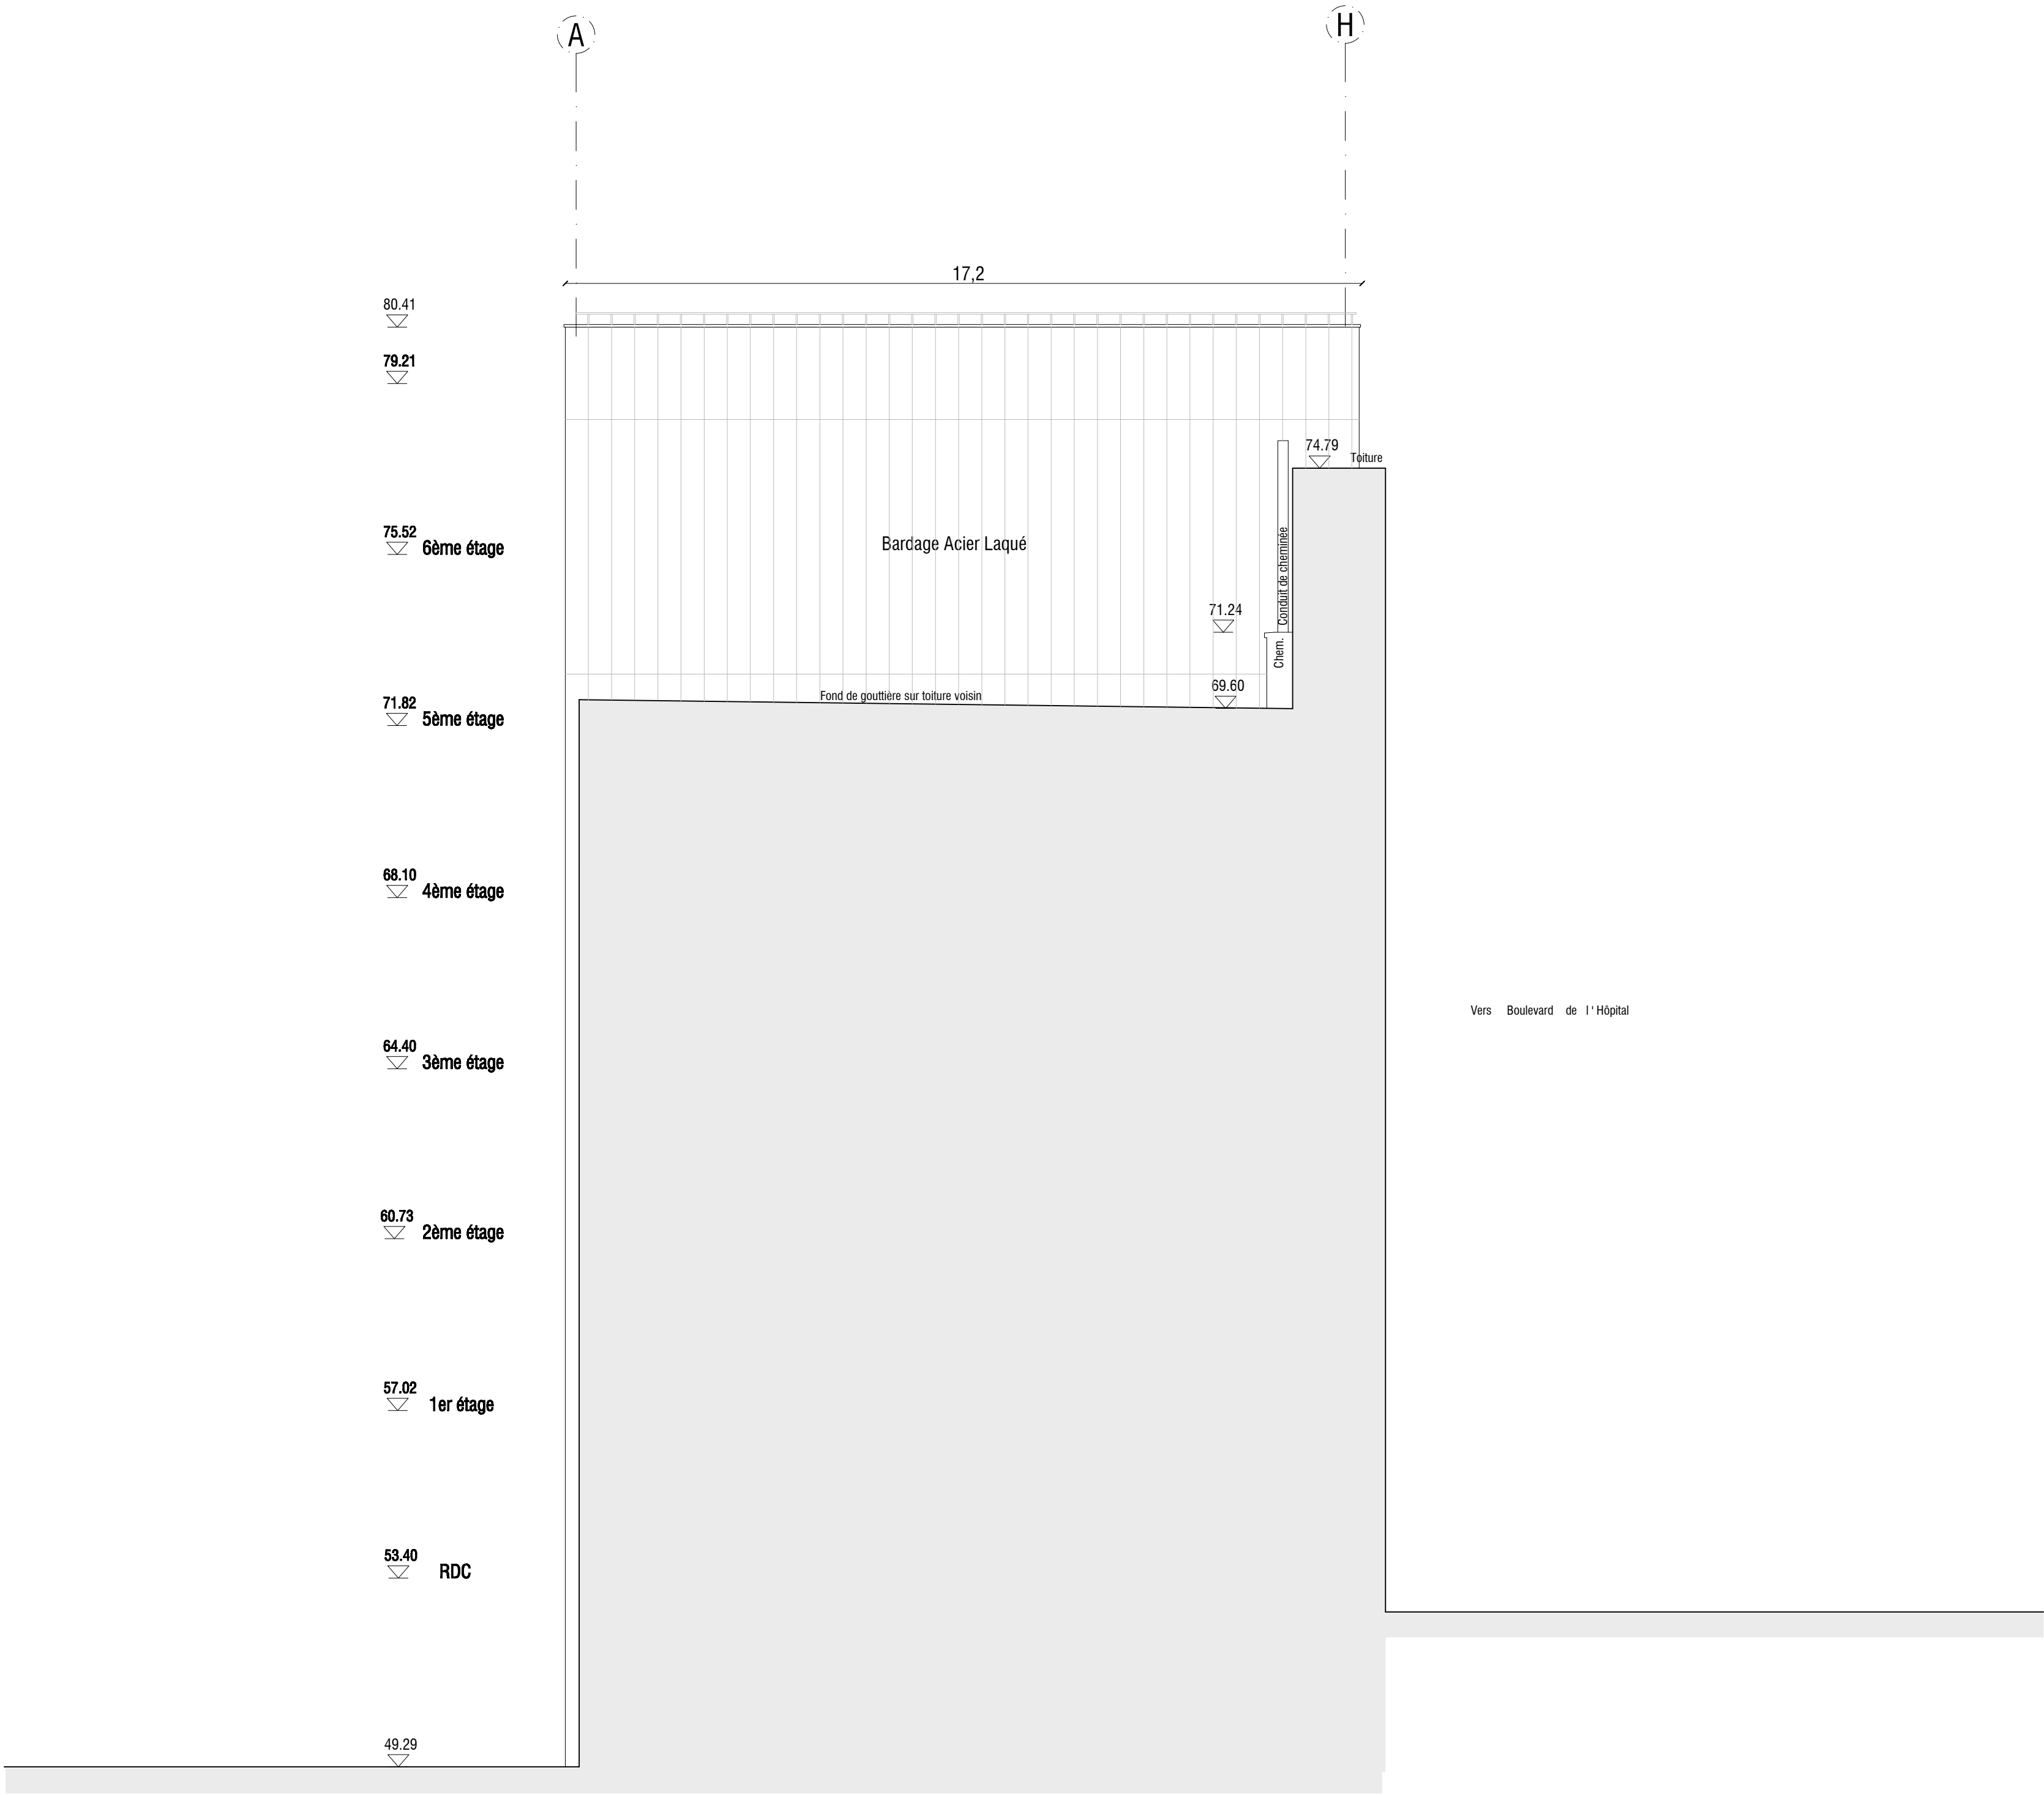 A
H
17,2
80.41
79.21
74.79
Toiture
75.52
6ème étage
Bardage Acier Laqué
Conduit de cheminée
71.24
Chem.
69.60
Fond de gouttière sur toiture voisin
71.82
5ème étage
68.10
4ème étage
Vers Boulevard de l ' Hôpital
64.40
3ème étage
60.73
2ème étage
57.02
1er étage
53.40
RDC
49.29